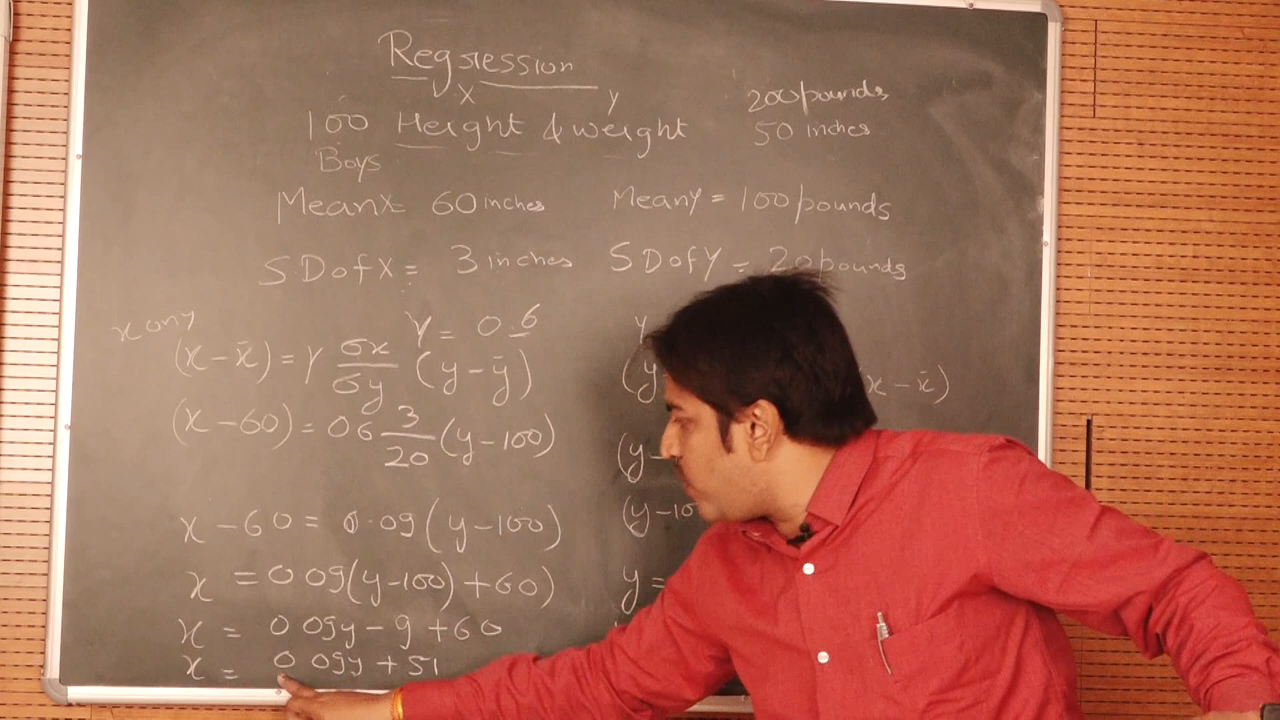 Regression
X Y
100 Height & weight
Boys
200 pounds
50 inches
Mean X = 60 inches Mean Y = 100 pounds
SD of X = 3 inches SD of Y = 20 pounds
x on y
γ = 0.6
(x - x̄) = γ σx/σy (y - ȳ)
(x - 60) = 0 6 3/20 (y - 100)
x - 60 = 0.09 (y - 100)
x = 0 09(y - 100) + 60)
x = 0 09y - 9 + 60
x = 0 09y + 51
y
(y
x - x̄)
(y -
(y - 10
y =